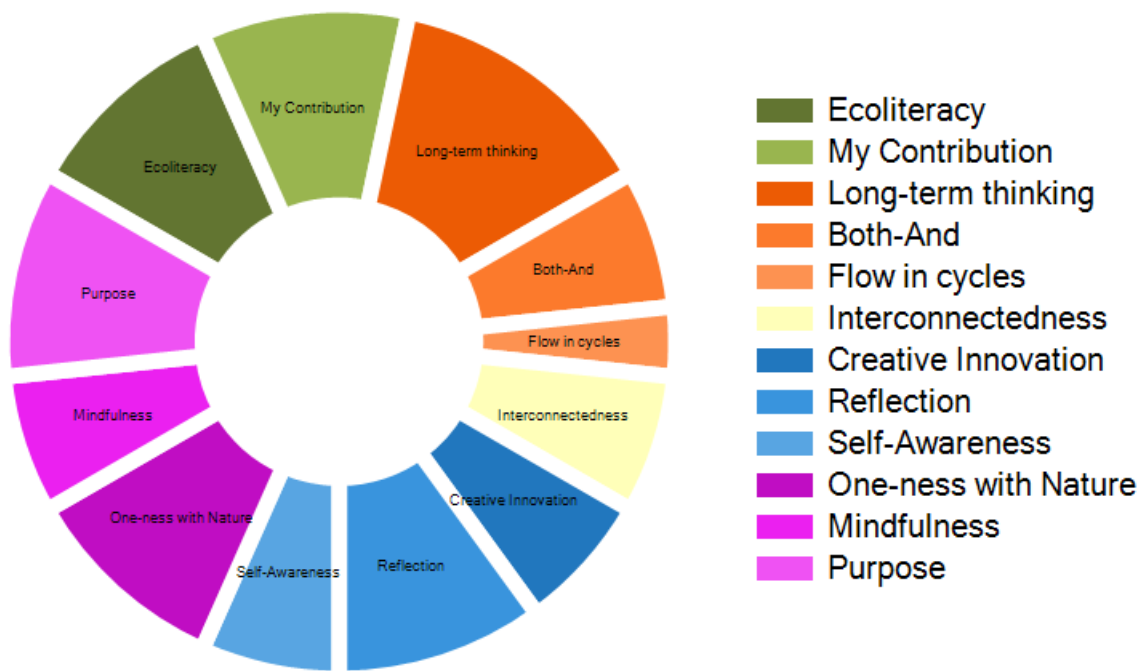 My Contribution
Long-term thinking
Ecoliteracy
Both-And
Purpose
Flow in cycles
Mindfulness
Interconnectedness
Creative Innovation
One-ness with Nature
Reflection
Self-Awareness
Ecoliteracy
My Contribution
Long-term thinking
Both-And
Flow in cycles
Interconnectedness
Creative Innovation
Reflection
Self-Awareness
One-ness with Nature
Mindfulness
Purpose